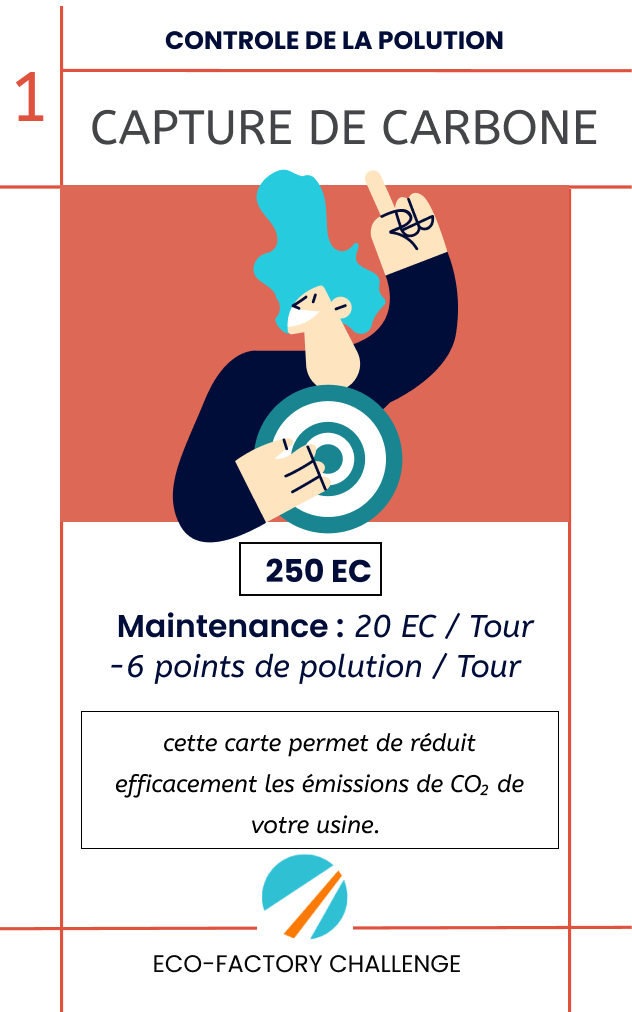 CONTROLE DE LA POLUTION
1
CAPTURE DE CARBONE
250 EC
Maintenance : 20 EC / Tour
-6 points de polution / Tour
cette carte permet de réduit
efficacement les émissions de CO₂ de
votre usine.
ECO-FACTORY CHALLENGE